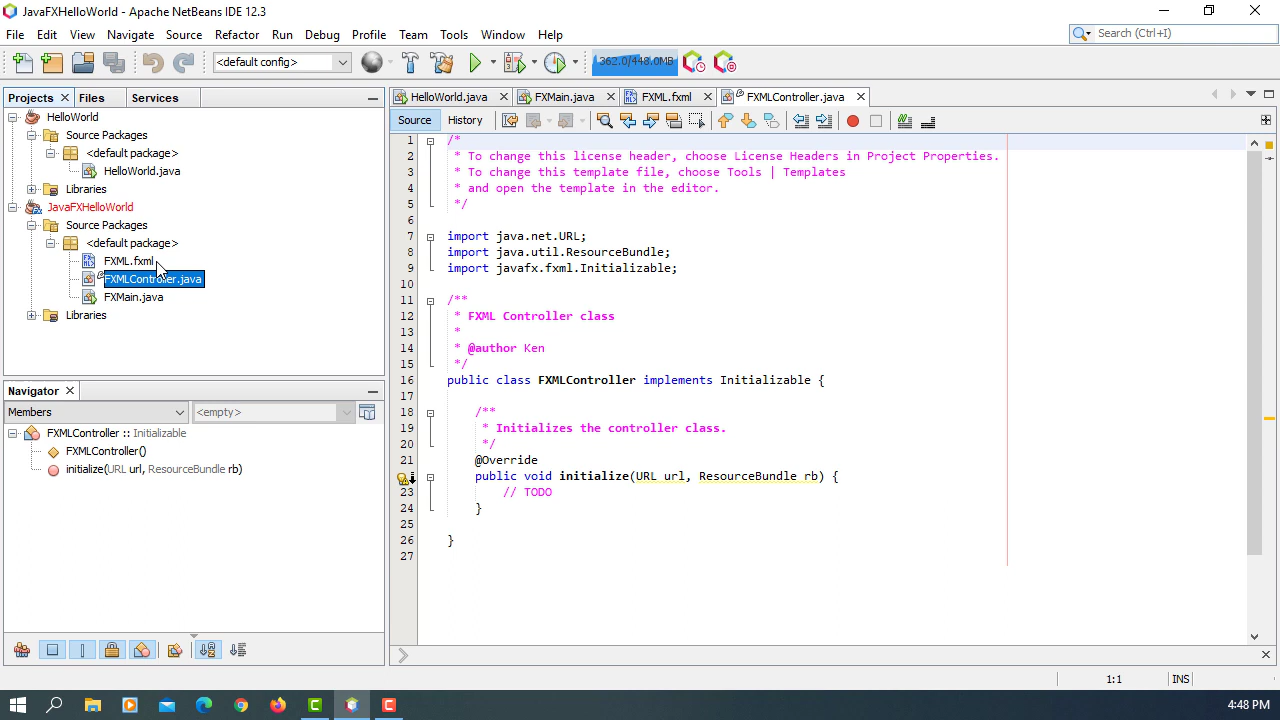 JavaFXHelloWorld - Apache NetBeans IDE 12.3
File Edit View Navigate Source Refactor Run Debug Profile Team Tools Window Help
Search (Ctrl+I)
<default config>
362.0/448.0MB
Projects Files Services
HelloWorld
Source Packages
<default package>
HelloWorld.java
Libraries
JavaFXHelloWorld
Source Packages
<default package>
FXML.fxml
FXMLController.java
FXMain.java
Libraries
Navigator
Members
<empty>
FXMLController :: Initializable
FXMLController()
initialize(URL url, ResourceBundle rb)
HelloWorld.java FXMain.java FXML.fxml FXMLController.java
Source History
1 /*
2 * To change this license header, choose License Headers in Project Properties.
3 * To change this template file, choose Tools | Templates
4 * and open the template in the editor.
5 */
6
7 import java.net.URL;
8 import java.util.ResourceBundle;
9 import javafx.fxml.Initializable;
10
11 /**
12 * FXML Controller class
13 *
14 * @author Ken
15 */
16 public class FXMLController implements Initializable {
17
18 /**
19 * Initializes the controller class.
20 */
21 @Override
public void initialize(URL url, ResourceBundle rb) {
23 // TODO
24 }
25
26 }
27
1:1 INS
4:48 PM